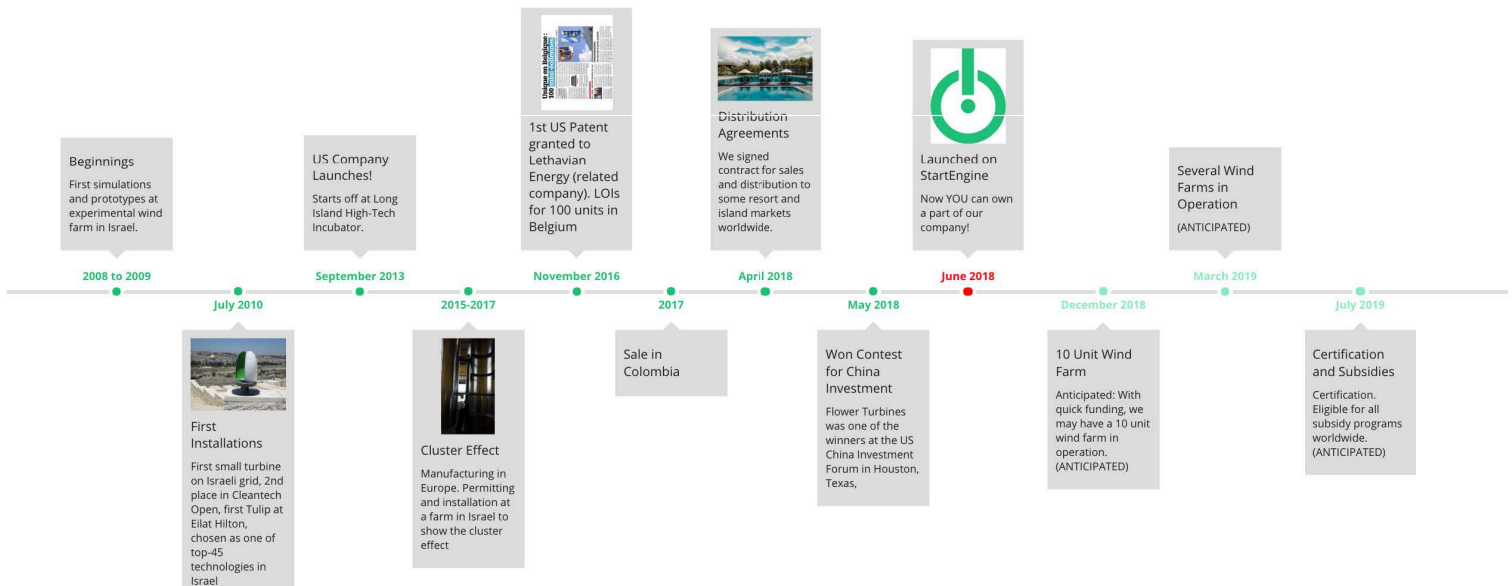 Unique en Belgique :
100 mini-éoliennes
Beginnings
First simulations
and prototypes at
experimental wind
farm in Israel.
2008 to 2009
July 2010
First
Installations
First small turbine
on Israeli grid, 2nd
place in Cleantech
Open, first Tulip at
Eilat Hilton,
chosen as one of
top-45
technologies in
Israel
US Company
Launches!
Starts off at Long
Island High-Tech
Incubator.
September 2013
2015-2017
Cluster Effect
Manufacturing in
Europe. Permitting
and installation at
a farm in Israel to
show the cluster
effect
1st US Patent
granted to
Lethavian
Energy (related
company). LOIs
for 100 units in
Belgium
November 2016
2017
Sale in
Colombia
Distribution
Agreements
We signed
contract for sales
and distribution to
some resort and
island markets
worldwide.
April 2018
May 2018
Won Contest
for China
Investment
Flower Turbines
was one of the
winners at the US
China Investment
Forum in Houston,
Texas,
Launched on
StartEngine
Now YOU can own
a part of our
company!
June 2018
December 2018
10 Unit Wind
Farm
Anticipated: With
quick funding, we
may have a 10 unit
wind farm in
operation.
(ANTICIPATED)
Several Wind
Farms in
Operation
(ANTICIPATED)
March 2019
July 2019
Certification
and Subsidies
Certification.
Eligible for all
subsidy programs
worldwide.
(ANTICIPATED)